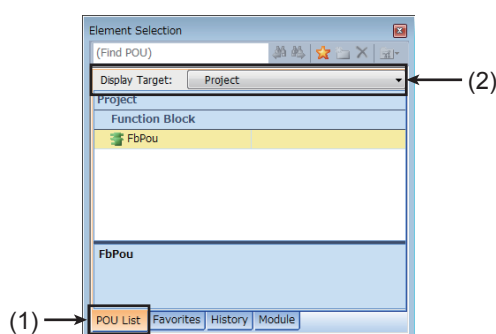 Element Selection
(Find POU)
Display Target: Project
(2)
Project
Function Block
FbPou
FbPou
(1)
POU List Favorites History Module